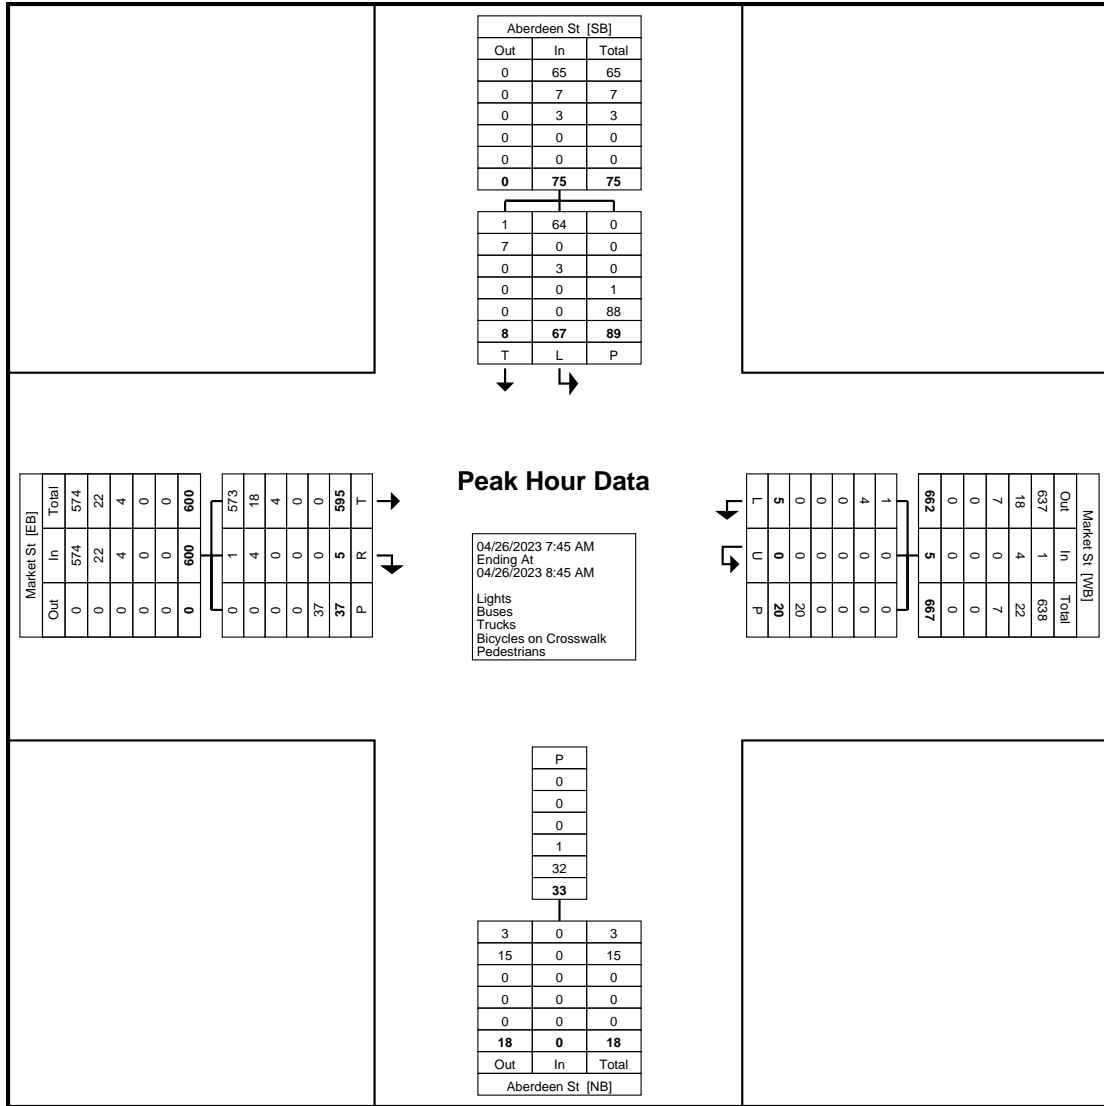 Aberdeen St [SB]
Out In Total
0 65 65
0 7 7
0 3 3
0 0 0
0 0 0
0 75 75
1 64 0
7 0 0
0 3 0
0 0 1
0 0 88
8 67 89
T L P
Market St [EB]
Total 574 22 4 0 0 600
In 574 22 4 0 0 600
Out 0 0 0 0 0 0
573 18 4 0 0 595 T
1 4 0 0 0 5 R
0 0 0 0 37 37 P
Peak Hour Data
04/26/2023 7:45 AM
Ending At
04/26/2023 8:45 AM
Lights
Buses
Trucks
Bicycles on Crosswalk
Pedestrians
L 5 0 0 0 4 1
U 0 0 0 0 0 0
P 20 20 0 0 0 0
662 0 0 7 18 637 Out
5 0 0 0 4 1 In
667 0 0 7 22 638 Total
Market St [WB]
P
0
0
0
1
32
33
3 0 3
15 0 15
0 0 0
0 0 0
0 0 0
18 0 18
Out In Total
Aberdeen St [NB]